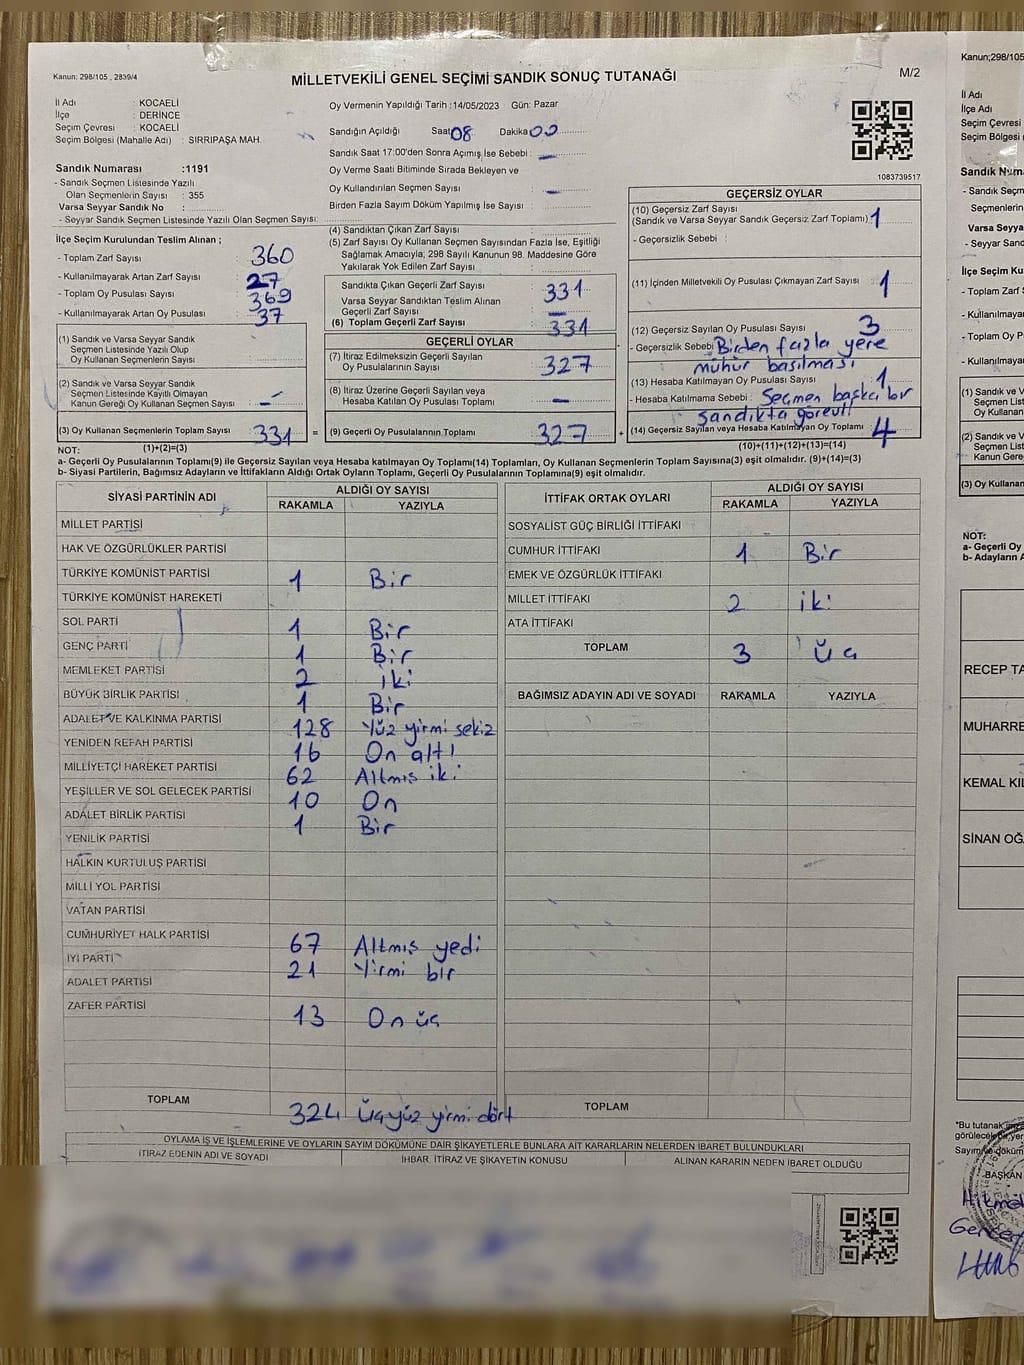 Kanun: 298/105 , 2839/4
MİLLETVEKİLİ GENEL SEÇİMİ SANDIK SONUÇ TUTANAĞI
M/2
İl Adı : KOCAELİ
İlçe : DERİNCE
Seçim Çevresi : KOCAELİ
Seçim Bölgesi (Mahalle Adı) : SIRRIPAŞA MAH.
Sandık Numarası : 1191
- Sandık Seçmen Listesinde Yazılı
Olan Seçmenlerin Sayısı : 355
Varsa Seyyar Sandık No :
- Seyyar Sandık Seçmen Listesinde Yazılı Olan Seçmen Sayısı:
Oy Vermenin Yapıldığı Tarih :14/05/2023 Gün: Pazar
Sandığın Açıldığı Saat 08 Dakika 00
Sandık Saat 17:00'den Sonra Açımış İse Sebebi : —
Oy Verme Saati Bitiminde Sırada Bekleyen ve
Oy Kullandırılan Seçmen Sayısı —
Birden Fazla Sayım Döküm Yapılmış İse Sayısı :
1083739517
İlçe Seçim Kurulundan Teslim Alınan ;
- Toplam Zarf Sayısı : 360
- Kullanılmayarak Artan Zarf Sayısı : 27
- Toplam Oy Pusulası Sayısı : 369
- Kullanılmayarak Artan Oy Pusulası : 37
(1) Sandık ve Varsa Seyyar Sandık
Seçmen Listesinde Yazılı Olup
Oy Kullanan Seçmenlerin Sayısı
(2) Sandık ve Varsa Seyyar Sandık
Seçmen Listesinde Kayıtlı Olmayan
Kanun Gereği Oy Kullanan Seçmen Sayısı : —
(3) Oy Kullanan Seçmenlerin Toplam Sayısı 331 =
(1)+(2)=(3)
(4) Sandıktan Çıkan Zarf Sayısı
(5) Zarf Sayısı Oy Kullanan Seçmen Sayısından Fazla İse, Eşitliği
Sağlamak Amacıyla, 298 Sayılı Kanunun 98. Maddesine Göre
Yakılarak Yok Edilen Zarf Sayısı
Sandıkta Çıkan Geçerli Zarf Sayısı 331
Varsa Seyyar Sandıktan Teslim Alınan
Geçerli Zarf Sayısı —
(6) Toplam Geçerli Zarf Sayısı 331
GEÇERLİ OYLAR
(7) İtiraz Edilmeksizin Geçerli Sayılan
Oy Pusulalarının Sayısı 327
(8) İtiraz Üzerine Geçerli Sayılan veya
Hesaba Katılan Oy Pusulası Toplamı —
(9) Geçerli Oy Pusulalarının Toplamı 327 +
GEÇERSİZ OYLAR
(10) Geçersiz Zarf Sayısı
(Sandık ve Varsa Seyyar Sandık Geçersiz Zarf Toplamı) 1
- Geçersizlik Sebebi :
(11) İçinden Milletvekili Oy Pusulası Çıkmayan Zarf Sayısı 1
(12) Geçersiz Sayılan Oy Pusulası Sayısı 3
- Geçersizlik Sebebi Birden fazla yere
mühür basılması
(13) Hesaba Katılmayan Oy Pusulası Sayısı 1
- Hesaba Katılmama Sebebi : Seçmen başka bir
sandıkta görevli
(14) Geçersiz Sayılan veya Hesaba Katılmayan Oy Toplamı 4
(10)+(11)+(12)+(13)=(14)
NOT:
a- Geçerli Oy Pusulalarının Toplamı(9) ile Geçersiz Sayılan veya Hesaba katılmayan Oy Toplamı(14) Toplamları, Oy Kullanan Seçmenlerin Toplam Sayısına(3) eşit olmalıdır. (9)+(14)=(3)
b- Siyasi Partilerin, Bağımsız Adayların ve İttifakların Aldığı Ortak Oyların Toplamı, Geçerli Oy Pusulalarının Toplamına(9) eşit olmalıdır.
SİYASİ PARTİNİN ADI ALDIĞI OY SAYISI
RAKAMLA YAZIYLA
MİLLET PARTİSİ
HAK VE ÖZGÜRLÜKLER PARTİSİ
TÜRKİYE KOMÜNİST PARTİSİ 1 Bir
TÜRKİYE KOMÜNİST HAREKETİ
SOL PARTİ 1 Bir
GENÇ PARTİ 1 Bir
MEMLEKET PARTİSİ 2 iki
BÜYÜK BİRLİK PARTİSİ 1 Bir
ADALET VE KALKINMA PARTİSİ 128 Yüz yirmi sekiz
YENİDEN REFAH PARTİSİ 16 On altı
MİLLİYETÇİ HAREKET PARTİSİ 62 Altmış iki
YEŞİLLER VE SOL GELECEK PARTİSİ 10 On
ADALET BİRLİK PARTİSİ 1 Bir
YENİLİK PARTİSİ
HALKIN KURTULUŞ PARTİSİ
MİLLİ YOL PARTİSİ
VATAN PARTİSİ
CUMHURİYET HALK PARTİSİ 67 Altmış yedi
İYİ PARTİ 21 Yirmi bir
ADALET PARTİSİ
ZAFER PARTİSİ 13 On üç
TOPLAM 324 Üçyüz yirmi dört
İTTİFAK ORTAK OYLARI ALDIĞI OY SAYISI
RAKAMLA YAZIYLA
SOSYALİST GÜÇ BİRLİĞİ İTTİFAKI
CUMHUR İTTİFAKI 1 Bir
EMEK VE ÖZGÜRLÜK İTTİFAKI
MİLLET İTTİFAKI 2 iki
ATA İTTİFAKI
TOPLAM 3 Üç
BAĞIMSIZ ADAYIN ADI VE SOYADI RAKAMLA YAZIYLA
TOPLAM
OYLAMA İŞ VE İŞLEMLERİNE VE OYLARIN SAYIM DÖKÜMÜNE DAİR ŞİKAYETLERLE BUNLARA AİT KARARLARIN NELERDEN İBARET BULUNDUKLARI
İTİRAZ EDENİN ADI VE SOYADI İHBAR, İTİRAZ VE ŞİKAYETİN KONUSU ALINAN KARARIN NEDEN İBARET OLDUĞU
Kanun;298/105
İl Adı
İlçe Adı
Seçim Çevresi
Seçim Bölgesi
Sandık Num
- Sandık Seçm
Seçmenlerin
Varsa Seyya
- Seyyar Sand
İlçe Seçim Ku
- Toplam Zarf
- Kullanılmaya
- Toplam Oy P
- Kullanılmaya
(1) Sandık ve
Seçmen List
Oy Kullanan
(2) Sandık ve
Seçmen List
Kanun Gere
(3) Oy Kullanan
NOT:
a- Geçerli Oy
b- Adayların A
RECEP TA
MUHARRE
KEMAL KIL
SİNAN OĞ
*Bu tutanak
görülecek bir yer
Sayım ve döküm
BAŞKAN